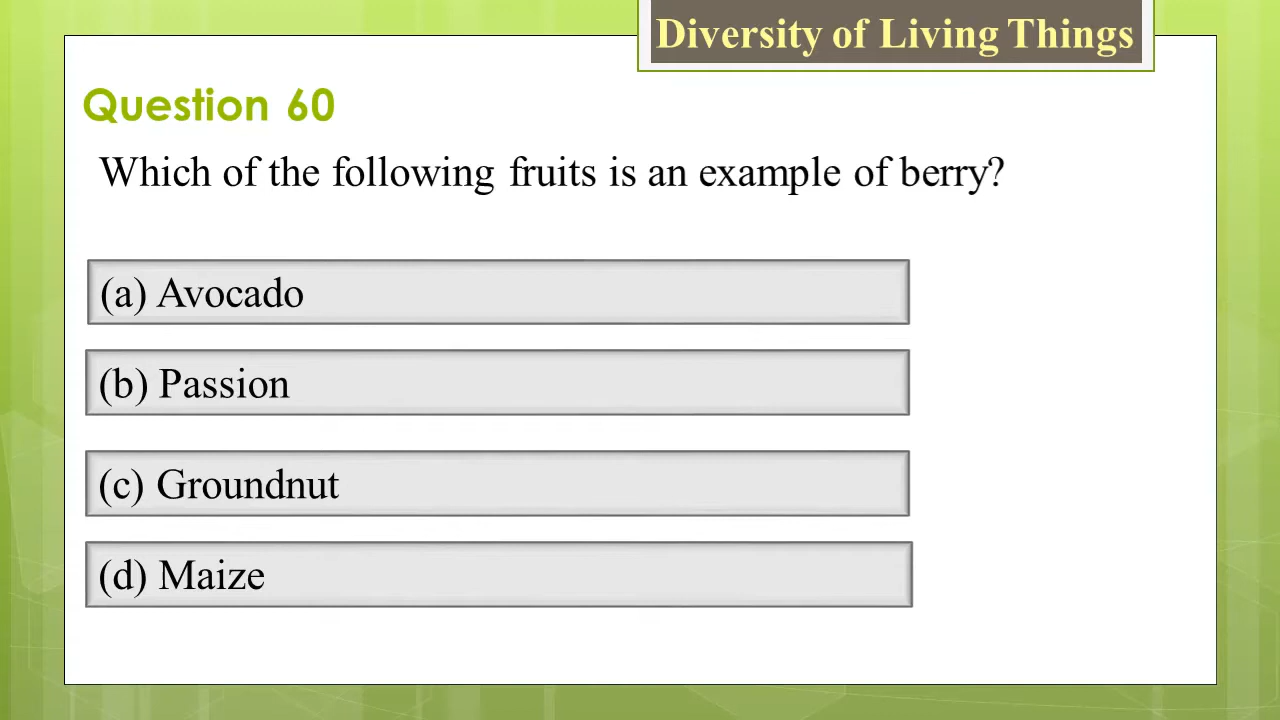 Diversity of Living Things
Question 60
Which of the following fruits is an example of berry?
(a) Avocado
(b) Passion
(c) Groundnut
(d) Maize